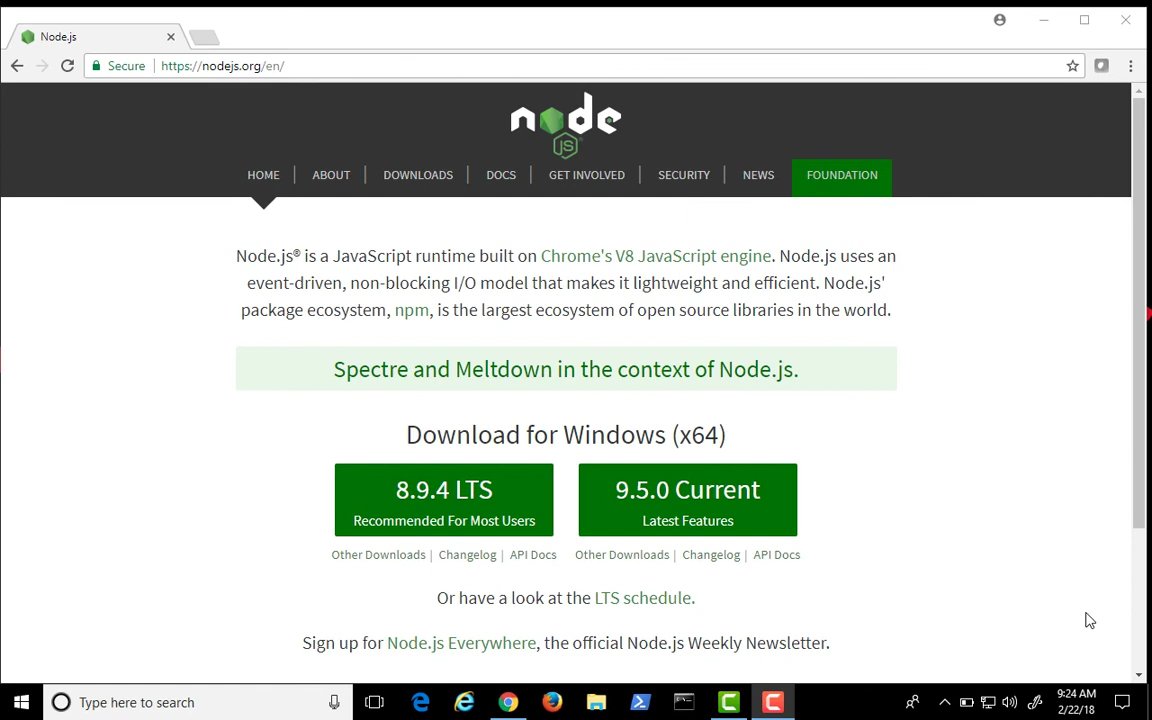 Node.js
Secure
https://nodejs.org/en/
node
JS
HOME
ABOUT
DOWNLOADS
DOCS
GET INVOLVED
SECURITY
NEWS
FOUNDATION
Node.js® is a JavaScript runtime built on Chrome's V8 JavaScript engine. Node.js uses an
event-driven, non-blocking I/O model that makes it lightweight and efficient. Node.js'
package ecosystem, npm, is the largest ecosystem of open source libraries in the world.
Spectre and Meltdown in the context of Node.js.
Download for Windows (x64)
8.9.4 LTS
Recommended For Most Users
9.5.0 Current
Latest Features
Other Downloads | Changelog | API Docs
Other Downloads | Changelog | API Docs
Or have a look at the LTS schedule.
Sign up for Node.js Everywhere, the official Node.js Weekly Newsletter.
Type here to search
9:24 AM
2/22/18